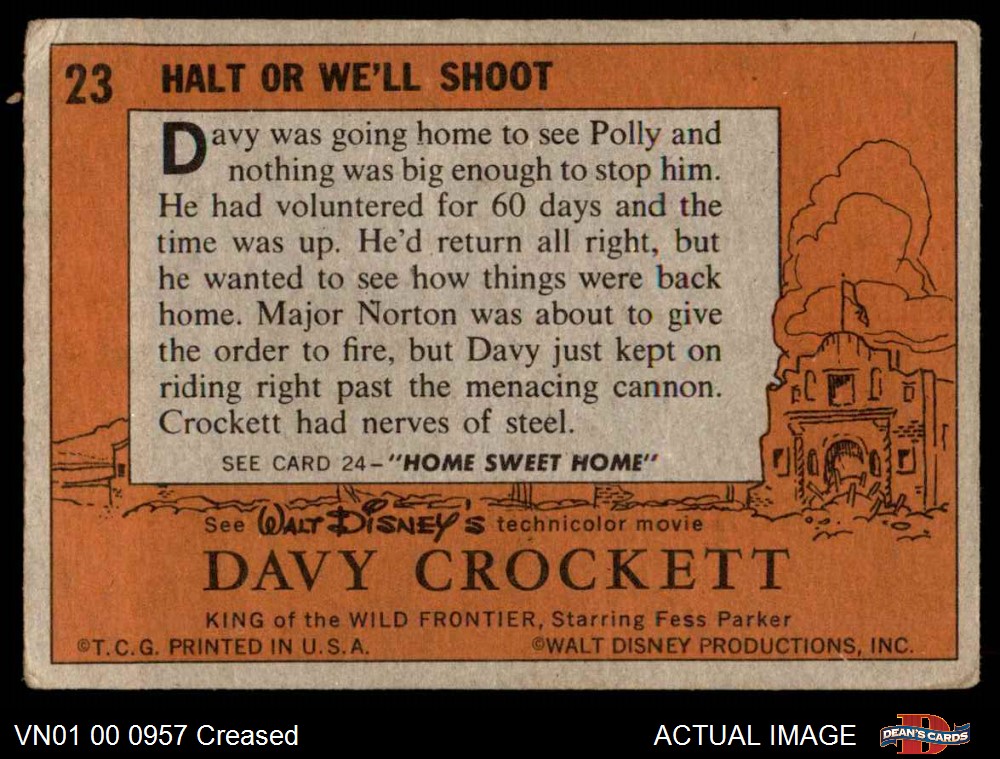 23 HALT OR WE'LL SHOOT
Davy was going home to see Polly and
nothing was big enough to stop him.
He had voluntered for 60 days and the
time was up. He'd return all right, but
he wanted to see how things were back
home. Major Norton was about to give
the order to fire, but Davy just kept on
riding right past the menacing cannon.
Crockett had nerves of steel.
SEE CARD 24–"HOME SWEET HOME"
See WALT DISNEY'S technicolor movie
DAVY CROCKETT
KING of the WILD FRONTIER, Starring Fess Parker
©T.C.G. PRINTED IN U.S.A. ©WALT DISNEY PRODUCTIONS, INC.
VN01 00 0957 Creased ACTUAL IMAGE DEAN'S CARDS